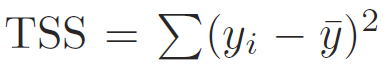 TSS = ∑(yᵢ − ȳ)²